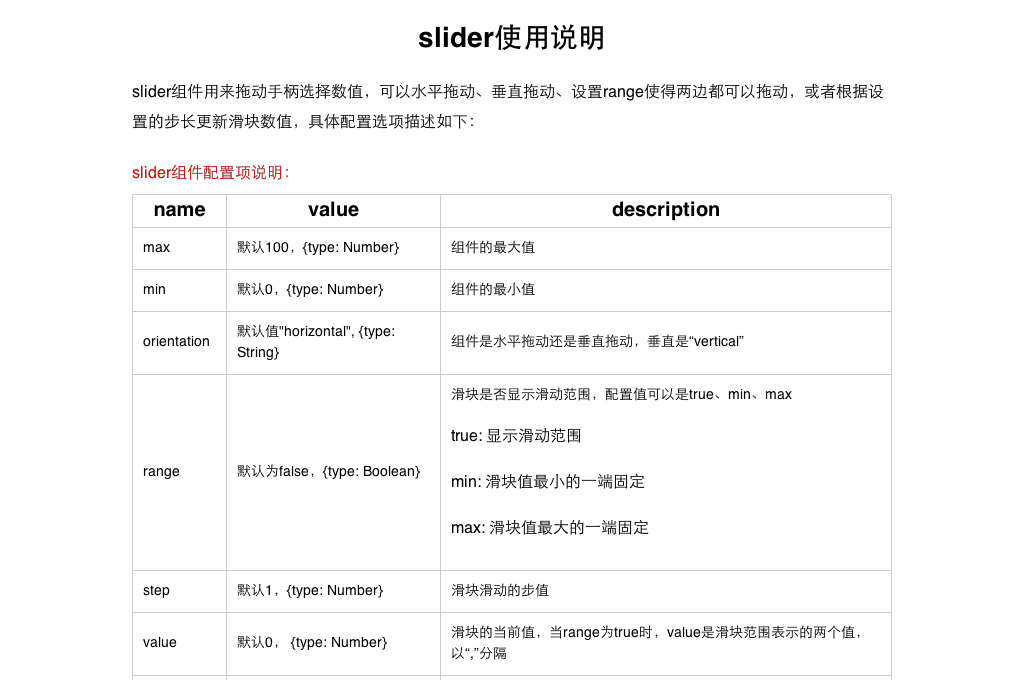 slider使用说明
slider组件用来拖动手柄选择数值，可以水平拖动、垂直拖动、设置range使得两边都可以拖动，或者根据设
置的步长更新滑块数值，具体配置选项描述如下：
slider组件配置项说明：
name value description
max 默认100，{type: Number} 组件的最大值
min 默认0，{type: Number} 组件的最小值
orientation 默认值"horizontal", {type: String} 组件是水平拖动还是垂直拖动，垂直是“vertical”
range 默认为false，{type: Boolean} 滑块是否显示滑动范围，配置值可以是true、min、max
true: 显示滑动范围
min: 滑块值最小的一端固定
max: 滑块值最大的一端固定
step 默认1，{type: Number} 滑块滑动的步值
value 默认0， {type: Number} 滑块的当前值，当range为true时，value是滑块范围表示的两个值，
以“,”分隔